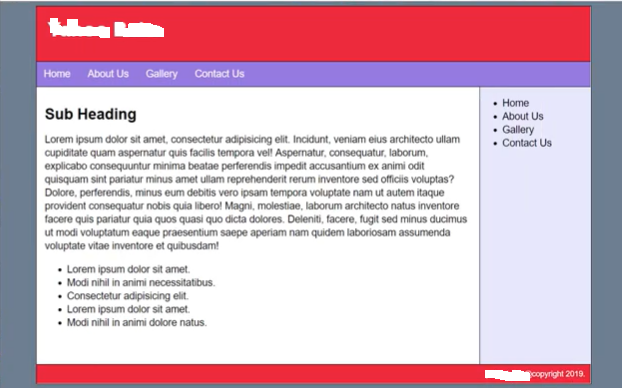 Home About Us Gallery Contact Us
Sub Heading
Lorem ipsum dolor sit amet, consectetur adipisicing elit. Incidunt, veniam eius architecto ullam
cupiditate quam aspernatur quis facilis tempora vel! Aspernatur, consequatur, laborum,
explicabo consequuntur minima beatae perferendis impedit accusantium ex animi odit
quisquam sint pariatur minus amet ullam reprehenderit rerum inventore sed officiis voluptas?
Dolore, perferendis, minus eum debitis vero ipsam tempora voluptate nam ut autem itaque
provident consequatur nobis quia libero! Magni, molestiae, laborum architecto natus inventore
facere quis pariatur quia quos quasi quo dicta dolores. Deleniti, facere, fugit sed minus ducimus
ut modi voluptatum eaque praesentium saepe aperiam nam quidem laboriosam assumenda
voluptate vitae inventore et quibusdam!
• Lorem ipsum dolor sit amet.
• Modi nihil in animi necessitatibus.
• Consectetur adipisicing elit.
• Lorem ipsum dolor sit amet.
• Modi nihil in animi dolore natus.
• Home
• About Us
• Gallery
• Contact Us
copyright 2019.